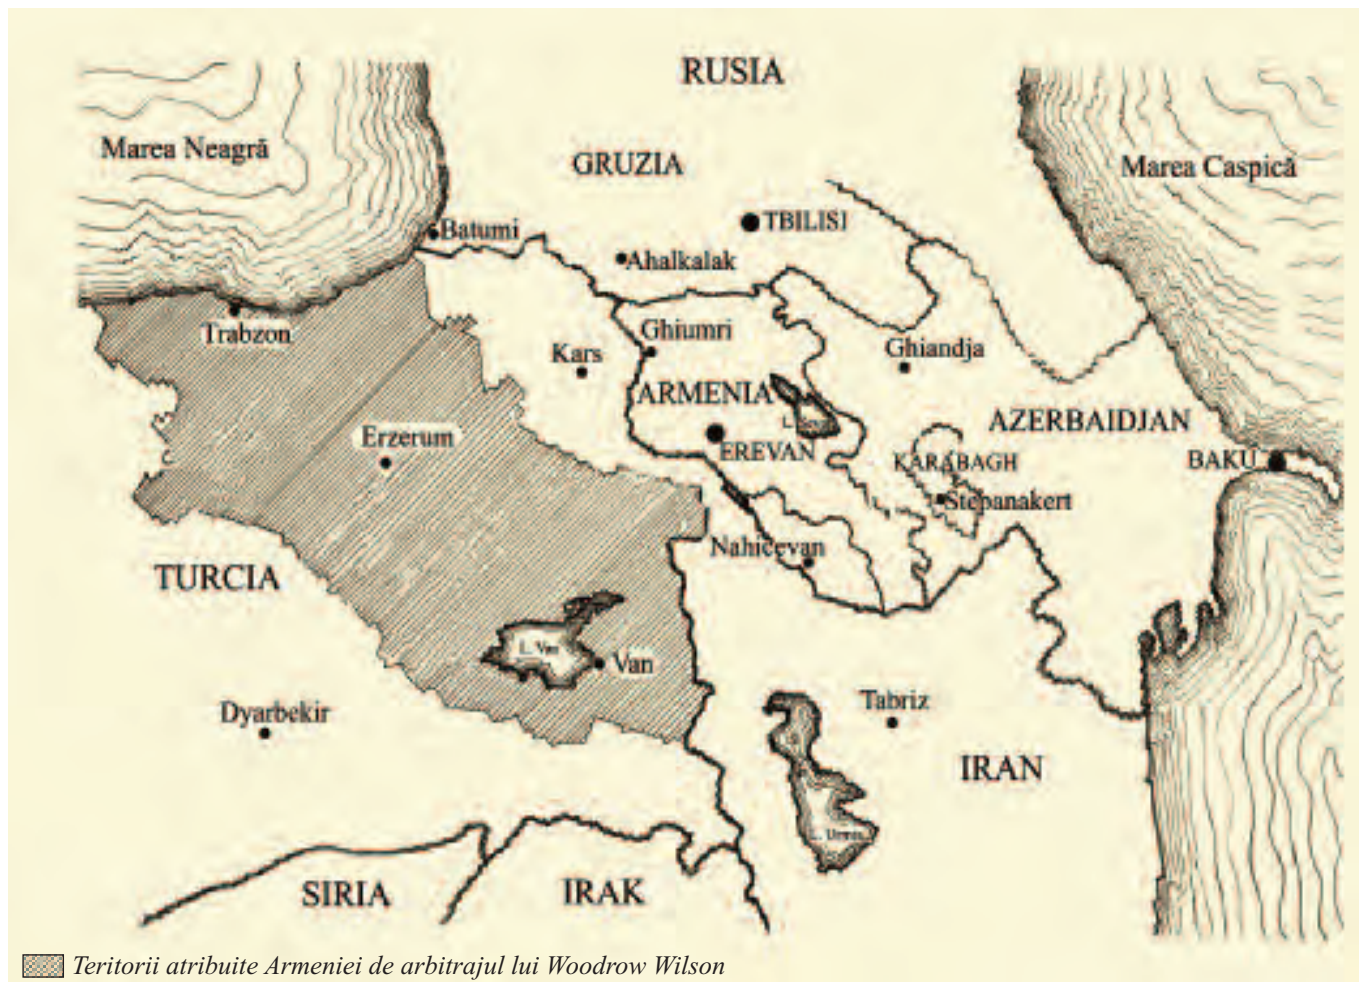 RUSIA
Marea Neagră
GRUZIA
Marea Caspică
TBILISI
Batumi
Ahalkalak
Trabzon
Ghiumri
Ghiandja
Kars
ARMENIA
AZERBAIDJAN
L.
Erzerum
EREVAN
KARABAGH
BAKU
Stepanakert
Nahicevan
TURCIA
L. Van
Van
Dyarbekir
Tabriz
IRAN
L. Urmia
SIRIA
IRAK
Teritorii atribuite Armeniei de arbitrajul lui Woodrow Wilson